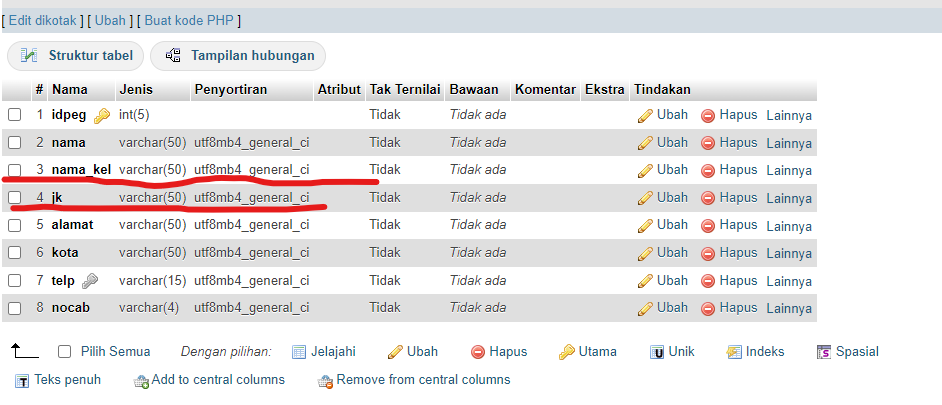 [ Edit dikotak ] [ Ubah ] [ Buat kode PHP ]
Struktur tabel Tampilan hubungan
# Nama Jenis Penyortiran Atribut Tak Ternilai Bawaan Komentar Ekstra Tindakan
1 idpeg int(5) Tidak Tidak ada Ubah Hapus Lainnya
2 nama varchar(50) utf8mb4_general_ci Tidak Tidak ada Ubah Hapus Lainnya
3 nama_kel varchar(50) utf8mb4_general_ci Tidak Tidak ada Ubah Hapus Lainnya
4 jk varchar(50) utf8mb4_general_ci Tidak Tidak ada Ubah Hapus Lainnya
5 alamat varchar(50) utf8mb4_general_ci Tidak Tidak ada Ubah Hapus Lainnya
6 kota varchar(50) utf8mb4_general_ci Tidak Tidak ada Ubah Hapus Lainnya
7 telp varchar(15) utf8mb4_general_ci Tidak Tidak ada Ubah Hapus Lainnya
8 nocab varchar(4) utf8mb4_general_ci Tidak Tidak ada Ubah Hapus Lainnya
Pilih Semua Dengan pilihan: Jelajahi Ubah Hapus Utama Unik Indeks Spasial
Teks penuh Add to central columns Remove from central columns